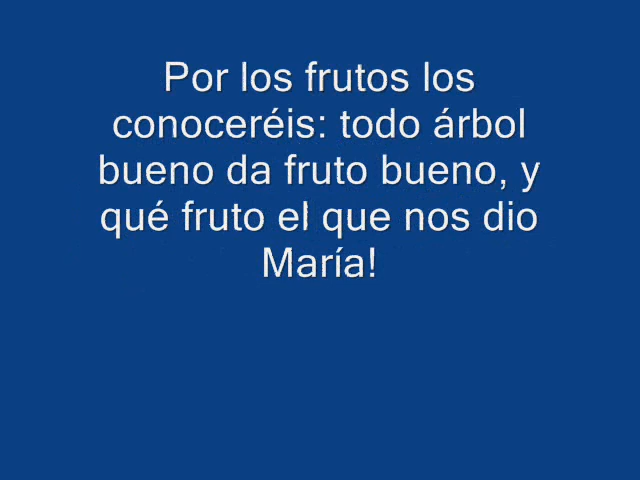 Por los frutos los
conoceréis: todo árbol
bueno da fruto bueno, y
qué fruto el que nos dio
María!